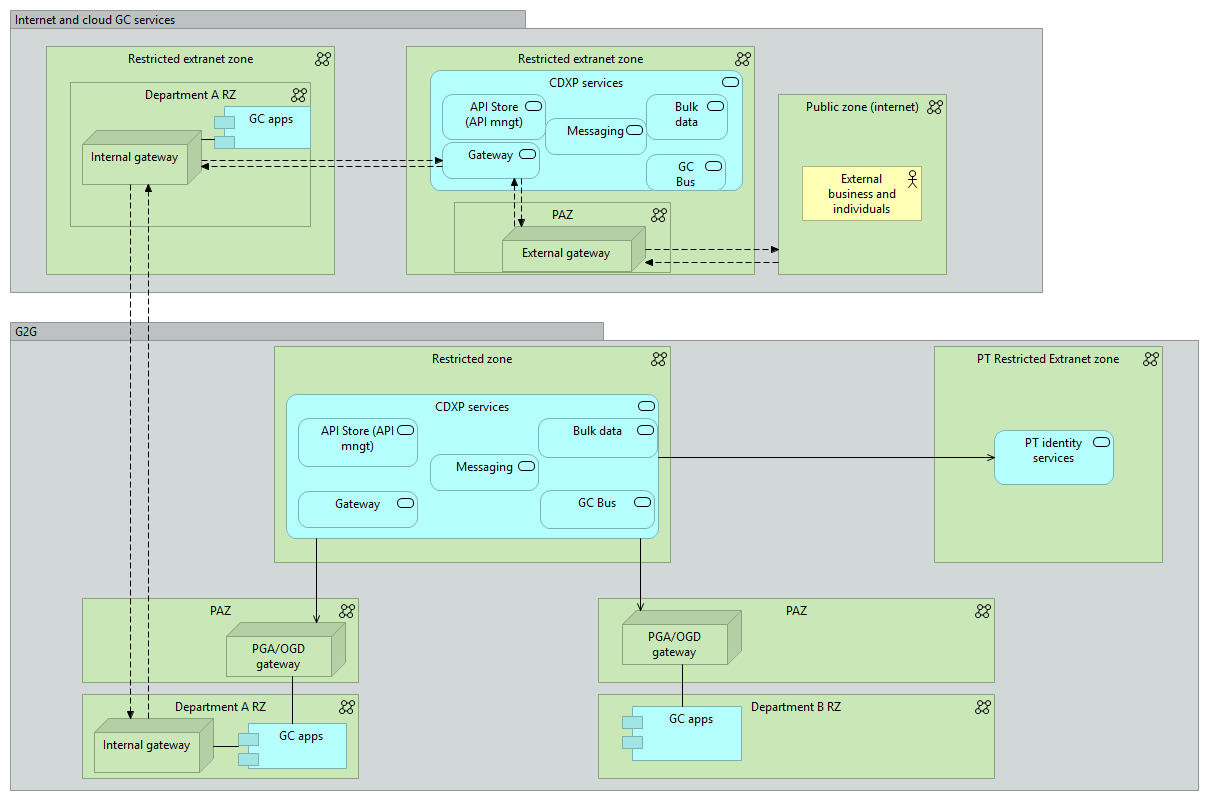 Internet and cloud GC services
Restricted extranet zone
Department A RZ
GC apps
Internal gateway
Restricted extranet zone
CDXP services
API Store
(API mngt)
Messaging
Bulk
data
Gateway
GC
Bus
PAZ
External gateway
Public zone (internet)
External
business and
individuals
G2G
Restricted zone
CDXP services
API Store (API
mngt)
Bulk data
Messaging
Gateway
GC Bus
PT Restricted Extranet zone
PT identity
services
PAZ
PGA/OGD
gateway
Department A RZ
Internal gateway
GC apps
PAZ
PGA/OGD
gateway
Department B RZ
GC apps